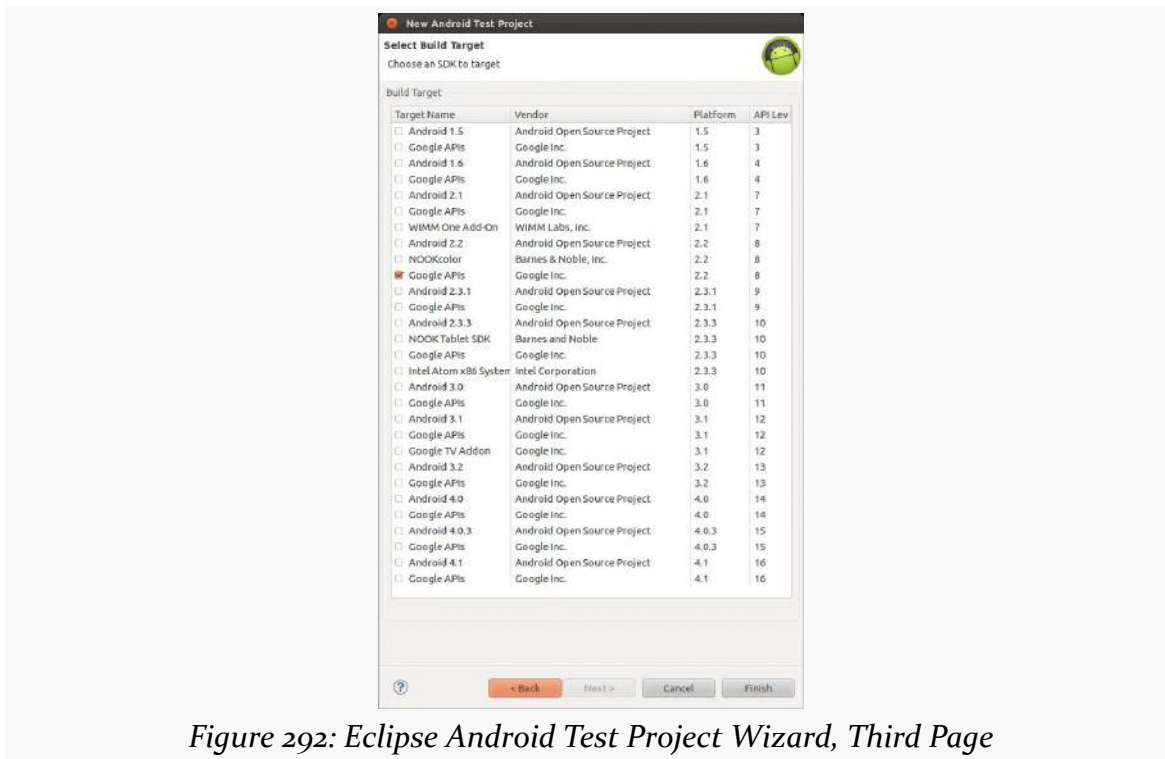 New Android Test Project
Select Build Target
Choose an SDK to target
Build Target
Target Name Vendor Platform API Lev
Android 1.5 Android Open Source Project 1.5 3
Google APIs Google Inc. 1.5 3
Android 1.6 Android Open Source Project 1.6 4
Google APIs Google Inc. 1.6 4
Android 2.1 Android Open Source Project 2.1 7
Google APIs Google Inc. 2.1 7
WIMM One Add-On WIMM Labs, Inc. 2.1 7
Android 2.2 Android Open Source Project 2.2 8
NOOKcolor Barnes & Noble, Inc. 2.2 8
Google APIs Google Inc. 2.2 8
Android 2.3.1 Android Open Source Project 2.3.1 9
Google APIs Google Inc. 2.3.1 9
Android 2.3.3 Android Open Source Project 2.3.3 10
NOOK Tablet SDK Barnes and Noble 2.3.3 10
Google APIs Google Inc. 2.3.3 10
Intel Atom x86 System Intel Corporation 2.3.3 10
Android 3.0 Android Open Source Project 3.0 11
Google APIs Google Inc. 3.0 11
Android 3.1 Android Open Source Project 3.1 12
Google APIs Google Inc. 3.1 12
Google TV Addon Google Inc. 3.1 12
Android 3.2 Android Open Source Project 3.2 13
Google APIs Google Inc. 3.2 13
Android 4.0 Android Open Source Project 4.0 14
Google APIs Google Inc. 4.0 14
Android 4.0.3 Android Open Source Project 4.0.3 15
Google APIs Google Inc. 4.0.3 15
Android 4.1 Android Open Source Project 4.1 16
Google APIs Google Inc. 4.1 16
? < Back Next > Cancel Finish
Figure 292: Eclipse Android Test Project Wizard, Third Page